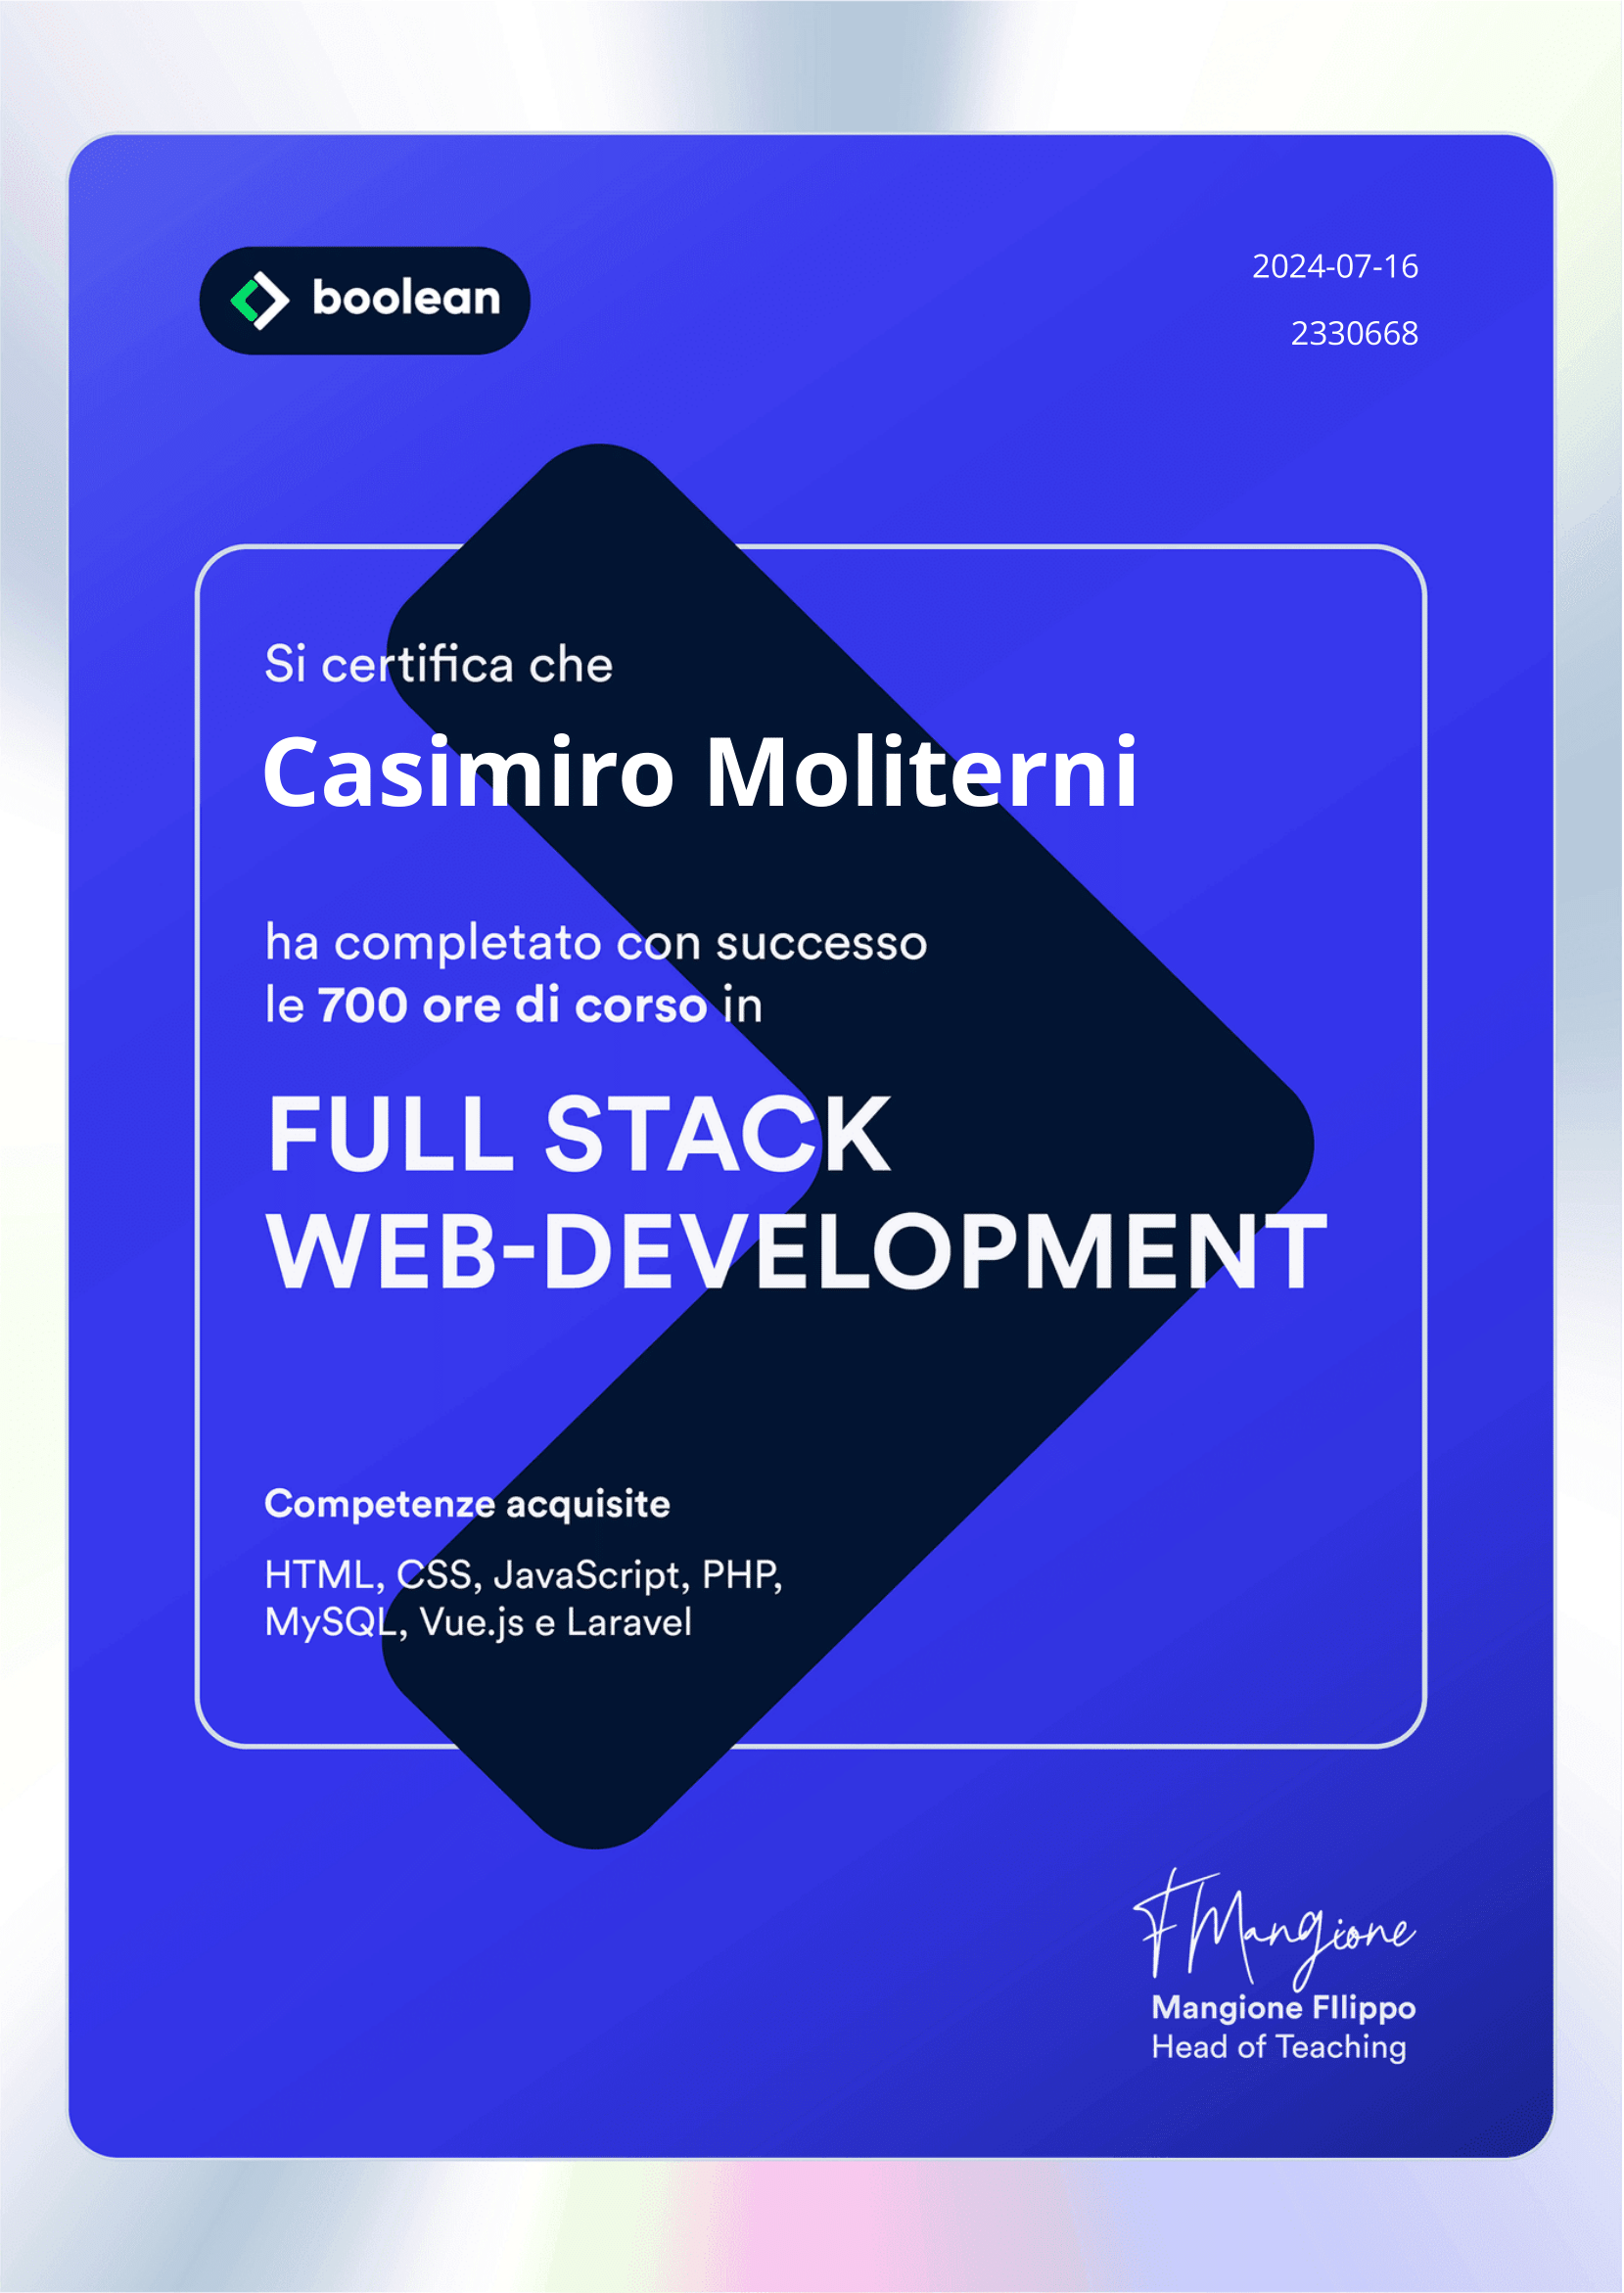 boolean
2024-07-16
2330668
Si certifica che
Casimiro Moliterni
ha completato con successo
le 700 ore di corso in
FULL STACK
WEB-DEVELOPMENT
Competenze acquisite
HTML, CSS, JavaScript, PHP,
MySQL, Vue.js e Laravel
FMangione
Mangione FIlippo
Head of Teaching